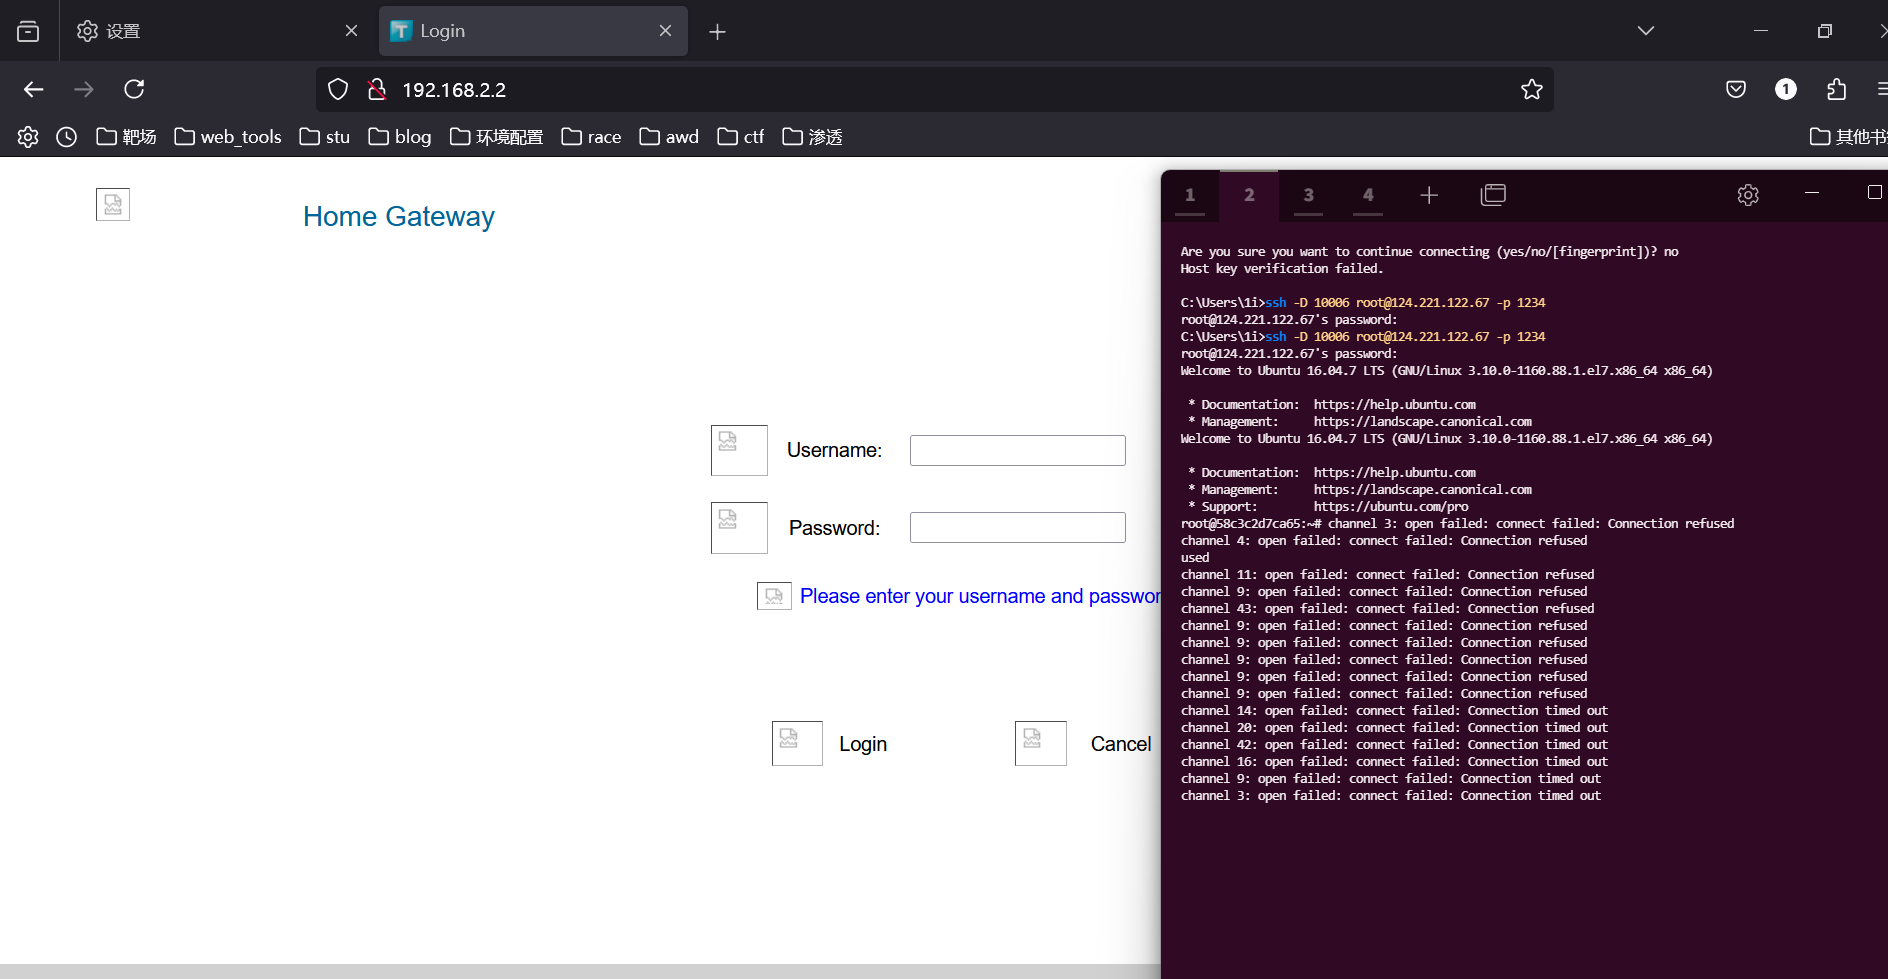 设置
Login
192.168.2.2
1
靶场
web_tools
stu
blog
环境配置
race
awd
ctf
渗透
其他书
Home Gateway
Username:
Password:
Please enter your username and passwor
Login
Cancel
1 2 3 4
Are you sure you want to continue connecting (yes/no/[fingerprint])? no
Host key verification failed.
C:\Users\1i>ssh -D 10006 root@124.221.122.67 -p 1234
root@124.221.122.67's password:
C:\Users\1i>ssh -D 10006 root@124.221.122.67 -p 1234
root@124.221.122.67's password:
Welcome to Ubuntu 16.04.7 LTS (GNU/Linux 3.10.0-1160.88.1.el7.x86_64 x86_64)
* Documentation:  https://help.ubuntu.com
* Management:     https://landscape.canonical.com
Welcome to Ubuntu 16.04.7 LTS (GNU/Linux 3.10.0-1160.88.1.el7.x86_64 x86_64)
* Documentation:  https://help.ubuntu.com
* Management:     https://landscape.canonical.com
* Support:        https://ubuntu.com/pro
root@58c3c2d7ca65:~# channel 3: open failed: connect failed: Connection refused
channel 4: open failed: connect failed: Connection refused
used
channel 11: open failed: connect failed: Connection refused
channel 9: open failed: connect failed: Connection refused
channel 43: open failed: connect failed: Connection refused
channel 9: open failed: connect failed: Connection refused
channel 9: open failed: connect failed: Connection refused
channel 9: open failed: connect failed: Connection refused
channel 9: open failed: connect failed: Connection refused
channel 9: open failed: connect failed: Connection refused
channel 14: open failed: connect failed: Connection timed out
channel 20: open failed: connect failed: Connection timed out
channel 42: open failed: connect failed: Connection timed out
channel 16: open failed: connect failed: Connection timed out
channel 9: open failed: connect failed: Connection timed out
channel 3: open failed: connect failed: Connection timed out